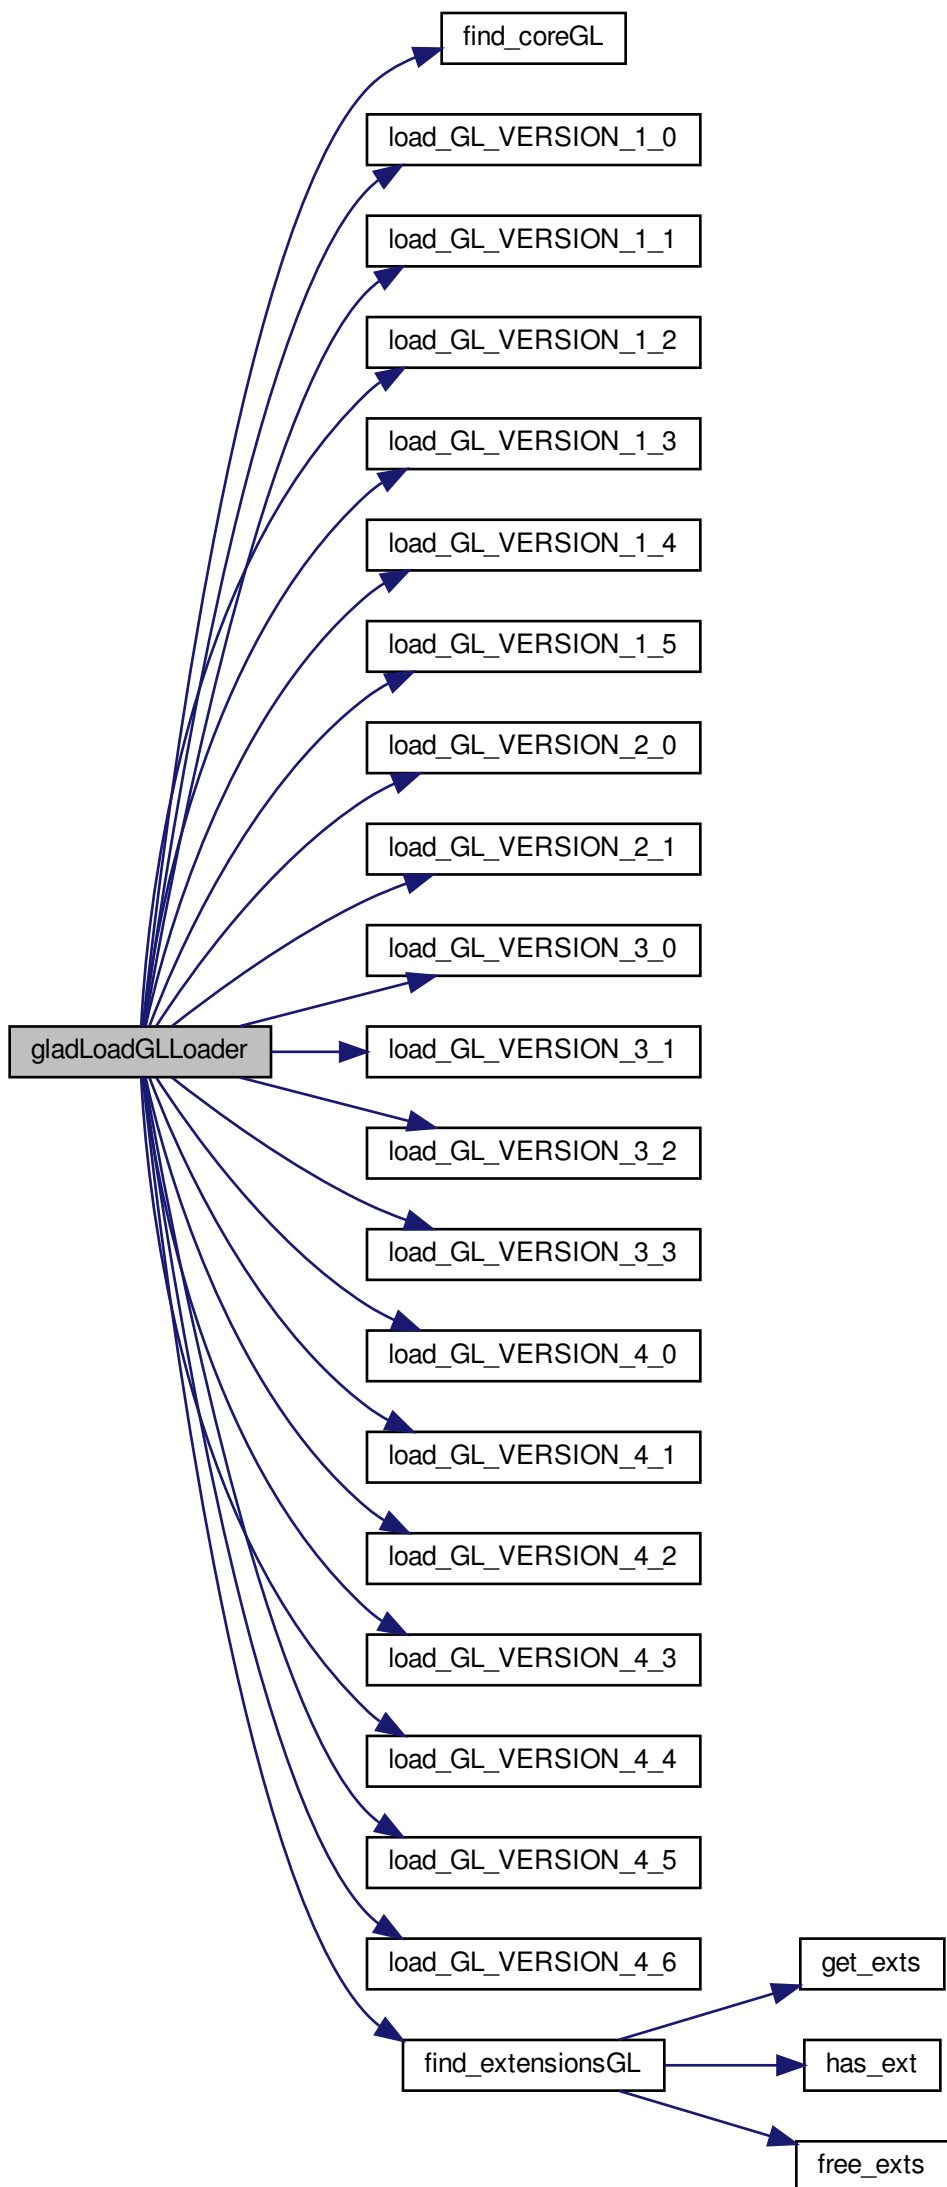 find_coreGL
load_GL_VERSION_1_0
load_GL_VERSION_1_1
load_GL_VERSION_1_2
load_GL_VERSION_1_3
load_GL_VERSION_1_4
load_GL_VERSION_1_5
load_GL_VERSION_2_0
load_GL_VERSION_2_1
load_GL_VERSION_3_0
gladLoadGLLoader
load_GL_VERSION_3_1
load_GL_VERSION_3_2
load_GL_VERSION_3_3
load_GL_VERSION_4_0
load_GL_VERSION_4_1
load_GL_VERSION_4_2
load_GL_VERSION_4_3
load_GL_VERSION_4_4
load_GL_VERSION_4_5
load_GL_VERSION_4_6
get_exts
find_extensionsGL
has_ext
free_exts